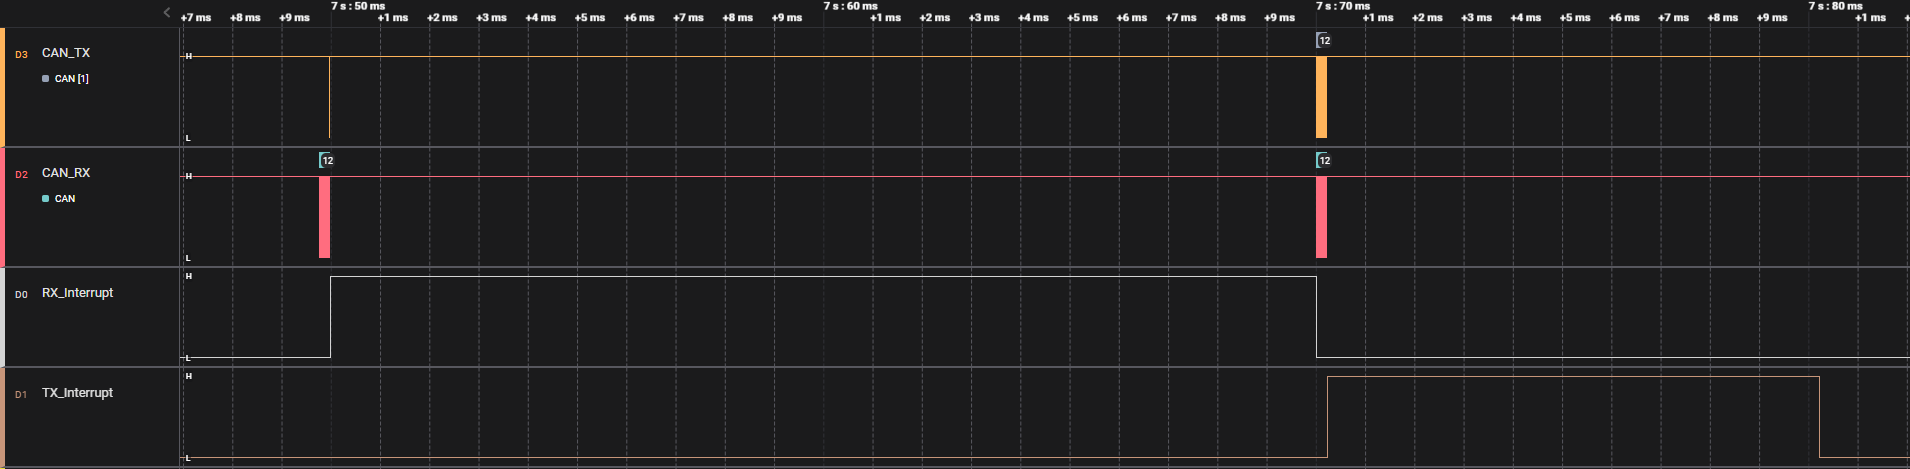 7 s : 50 ms 7 s : 60 ms 7 s : 70 ms 7 s : 80 ms
+7 ms +8 ms +9 ms +1 ms +2 ms +3 ms +4 ms +5 ms +6 ms +7 ms +8 ms +9 ms +1 ms +2 ms +3 ms +4 ms +5 ms +6 ms +7 ms +8 ms +9 ms +1 ms +2 ms +3 ms +4 ms +5 ms +6 ms +7 ms +8 ms +9 ms +1 ms
12
D3 CAN_TX H
CAN [1]
L
12 12
D2 CAN_RX H
CAN
L
H
D0 RX_Interrupt
L
H
D1 TX_Interrupt
L